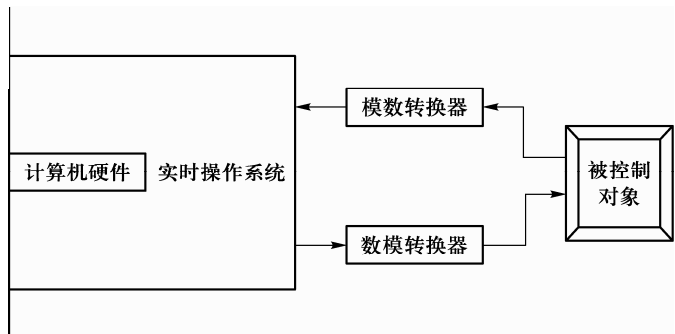 模数转换器
计算机硬件
实时操作系统
被控制
对象
数模转换器